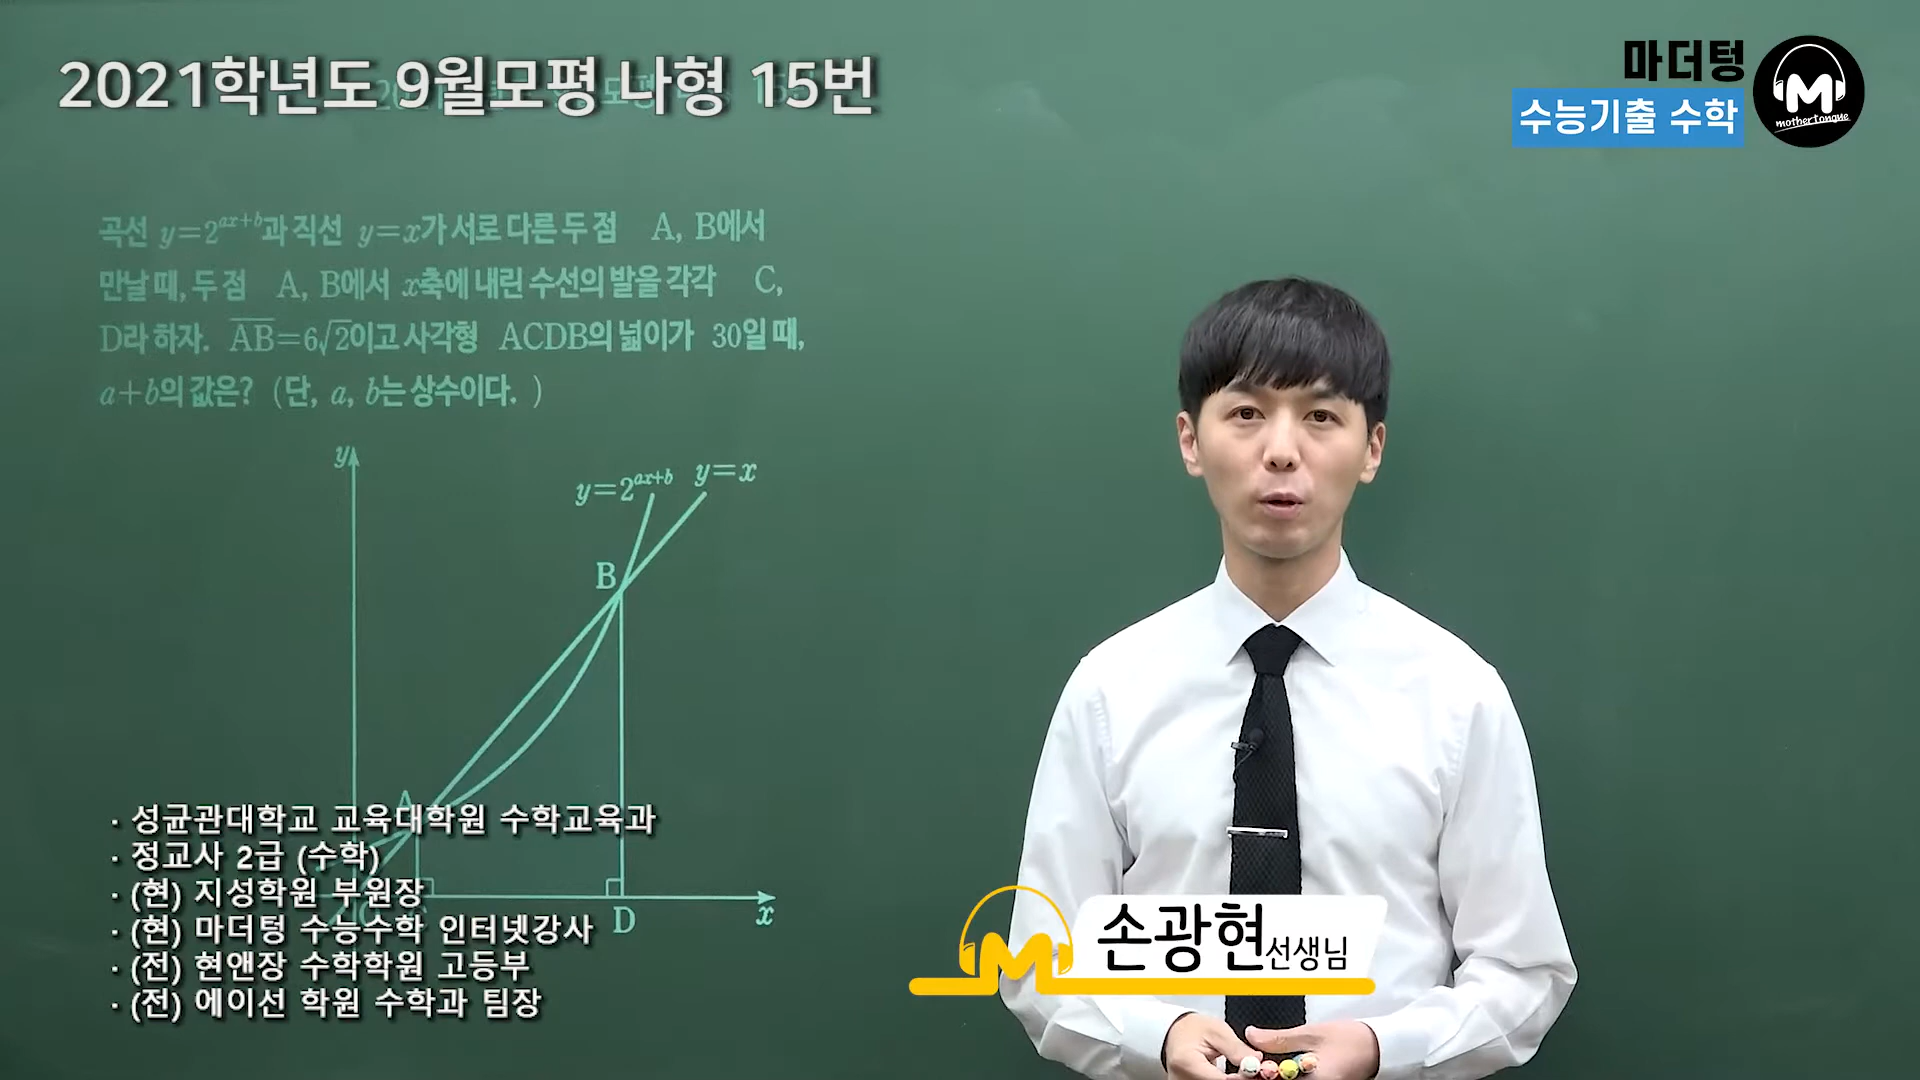 2021학년도 9월모평 나형 15번
마더텅
수능기출 수학
mothertongue
곡선 y=2^{ax+b}과 직선 y=x가 서로 다른 두 점 A, B에서
만날 때, 두 점 A, B에서 x축에 내린 수선의 발을 각각 C,
D라 하자. \overline{AB}=6√2이고 사각형 ACDB의 넓이가 30일 때,
a+b의 값은? (단, a, b는 상수이다. )
y
y=2^{ax+b}
y=x
B
A
D
x
· 성균관대학교 교육대학원 수학교육과
· 정교사 2급 (수학)
· (현) 지성학원 부원장
· (현) 마더텅 수능수학 인터넷강사
· (전) 현앤장 수학학원 고등부
· (전) 에이선 학원 수학과 팀장
손광현선생님